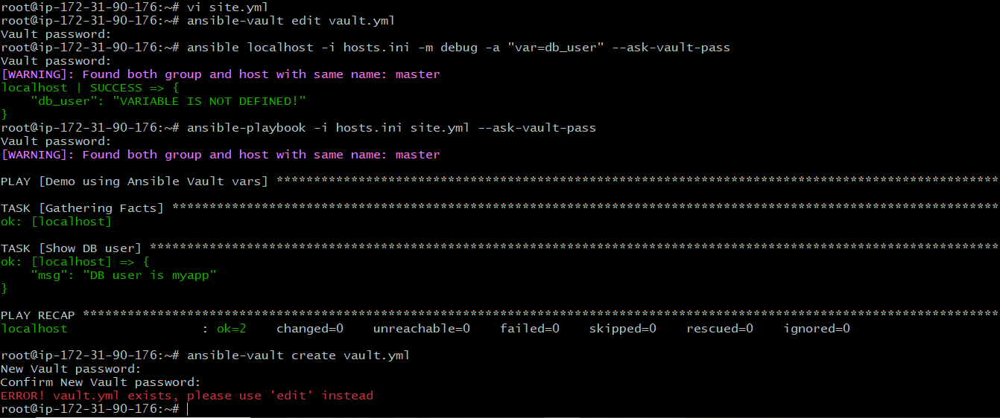 root@ip-172-31-90-176:~# vi site.yml
root@ip-172-31-90-176:~# ansible-vault edit vault.yml
Vault password:
root@ip-172-31-90-176:~# ansible localhost -i hosts.ini -m debug -a "var=db_user" --ask-vault-pass
Vault password:
[WARNING]: Found both group and host with same name: master
localhost | SUCCESS => {
    "db_user": "VARIABLE IS NOT DEFINED!"
}
root@ip-172-31-90-176:~# ansible-playbook -i hosts.ini site.yml --ask-vault-pass
Vault password:
[WARNING]: Found both group and host with same name: master
PLAY [Demo using Ansible Vault vars] *************************************************************************************************
TASK [Gathering Facts] ***************************************************************************************************************
ok: [localhost]
TASK [Show DB user] ******************************************************************************************************************
ok: [localhost] => {
    "msg": "DB user is myapp"
}
PLAY RECAP ***************************************************************************************************************************
localhost                  : ok=2    changed=0    unreachable=0    failed=0    skipped=0    rescued=0    ignored=0
root@ip-172-31-90-176:~# ansible-vault create vault.yml
New Vault password:
Confirm New Vault password:
ERROR! vault.yml exists, please use 'edit' instead
root@ip-172-31-90-176:~#